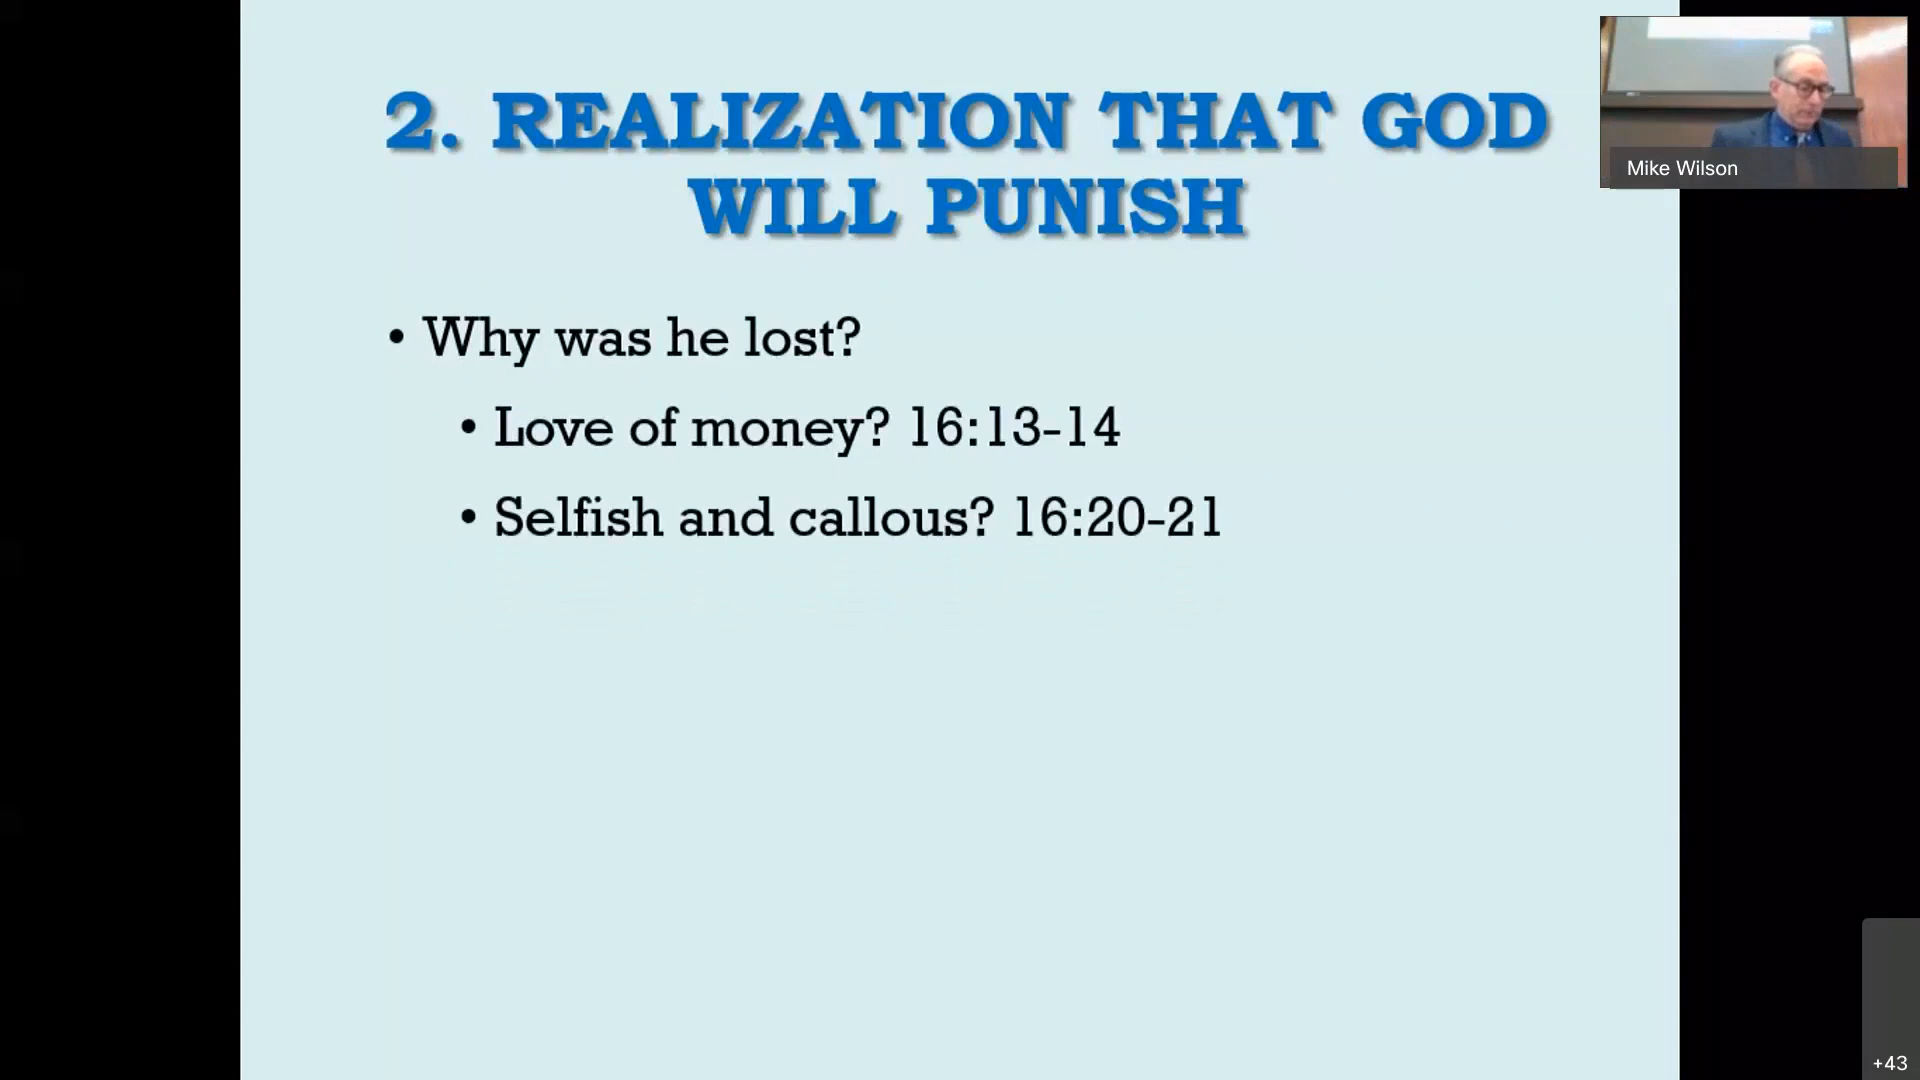 2. REALIZATION THAT GOD
WILL PUNISH
• Why was he lost?
• Love of money? 16:13-14
• Selfish and callous? 16:20-21
Mike Wilson
+43